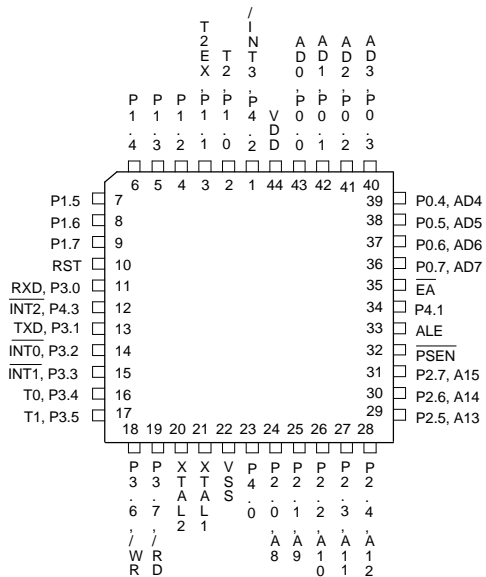 P1.4
P1.3
P1.2
T2EX,P1.1
T2,P1.0
/INT3,P4.2
VDD
AD0,P0.0
AD1,P0.1
AD2,P0.2
AD3,P0.3
6 5 4 3 2 1 44 43 42 41 40
P1.5 7
P1.6 8
P1.7 9
RST 10
RXD, P3.0 11
INT2, P4.3 12
TXD, P3.1 13
INT0, P3.2 14
INT1, P3.3 15
T0, P3.4 16
T1, P3.5 17
39 P0.4, AD4
38 P0.5, AD5
37 P0.6, AD6
36 P0.7, AD7
35 EA
34 P4.1
33 ALE
32 PSEN
31 P2.7, A15
30 P2.6, A14
29 P2.5, A13
18 19 20 21 22 23 24 25 26 27 28
P3.6,/WR
P3.7,/RD
XTAL2
XTAL1
VSS
P4.0
P2.0,A8
P2.1,A9
P2.2,A10
P2.3,A11
P2.4,A12